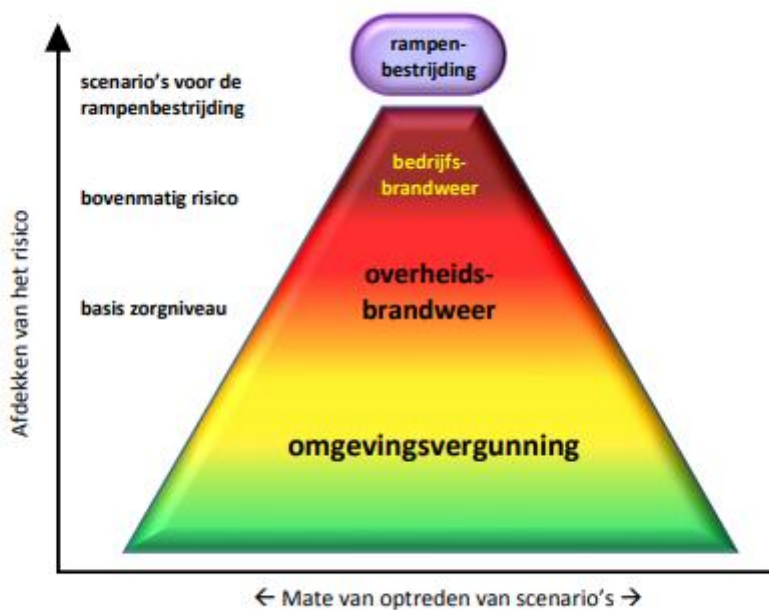 rampen-
bestrijding
scenario's voor de
rampenbestrijding
bedrijfs-
brandweer
bovenmatig risico
overheids-
brandweer
basis zorgniveau
omgevingsvergunning
Afdekken van het risico
← Mate van optreden van scenario's →